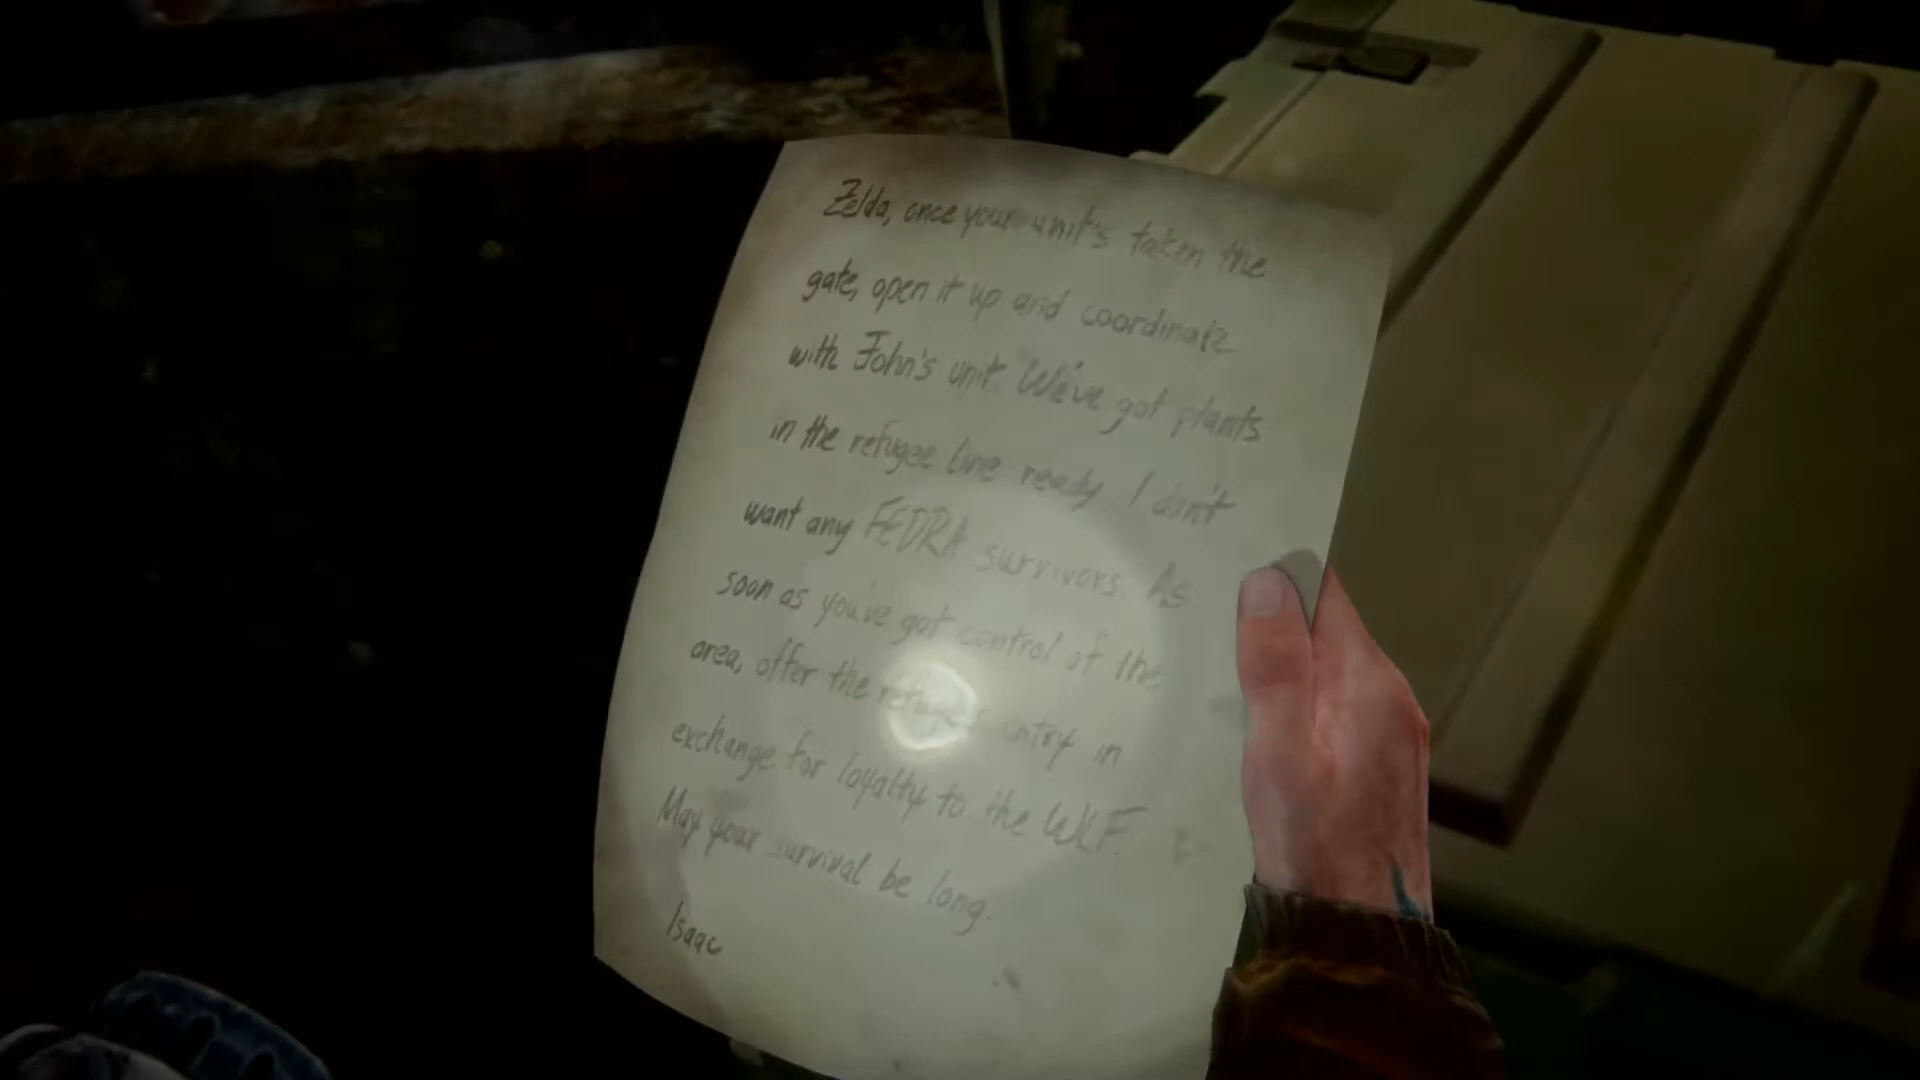 Zelda, once your unit's taken the
gate, open it up and coordinate
with John's unit. We've got plants
in the refugee line ready. I don't
want any FEDRA survivors. As
soon as you've got control of the
area, offer the refugees entry in
exchange for loyalty to the WLF.
May your survival be long.
Isaac